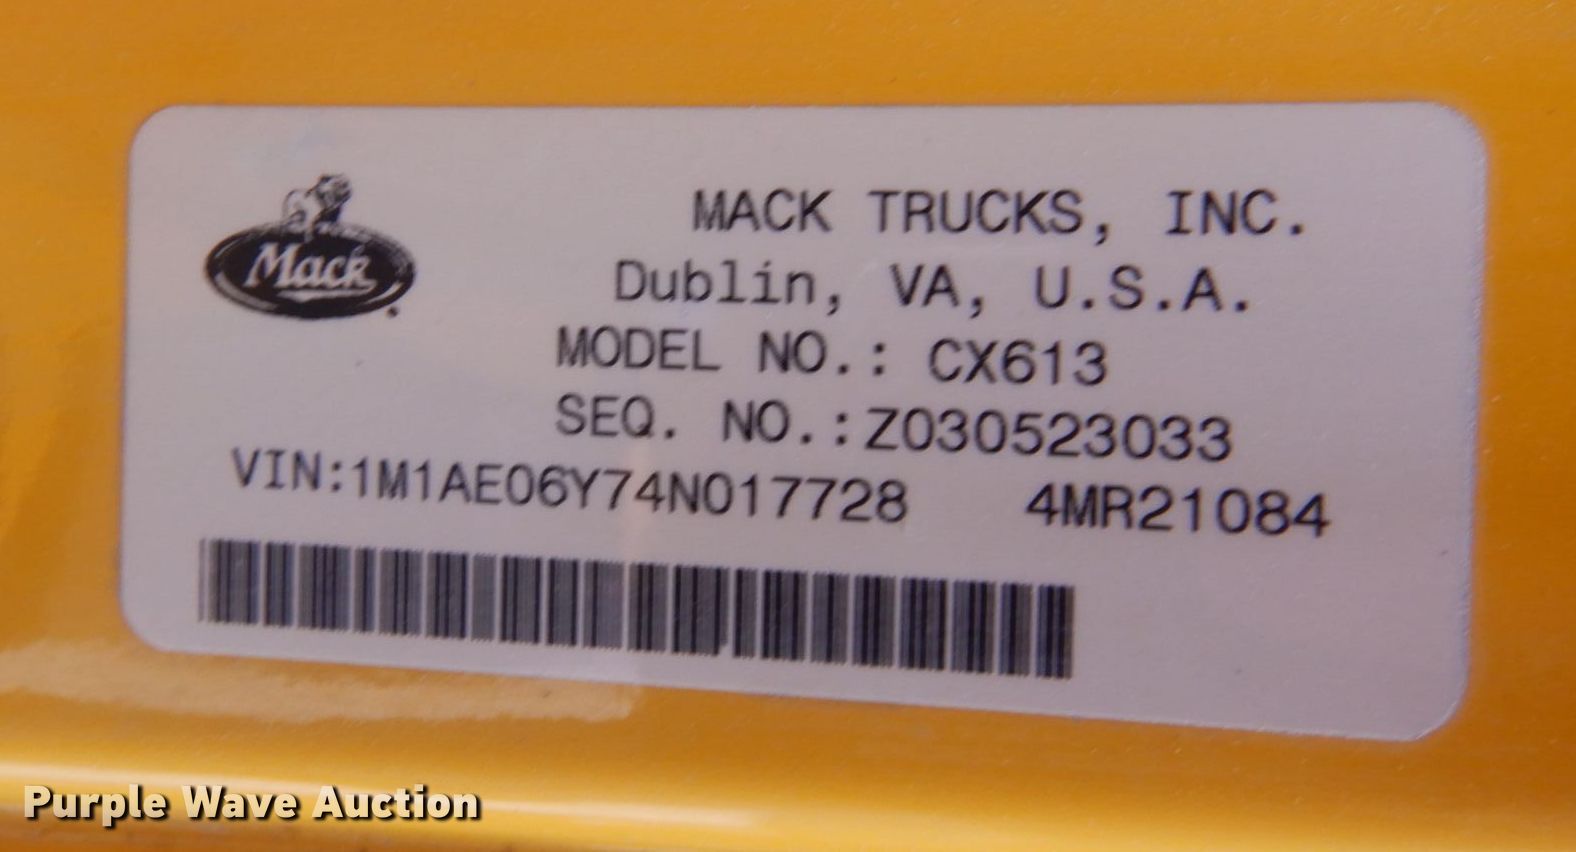 Mack
MACK TRUCKS, INC.
Dublin, VA, U.S.A.
MODEL NO.: CX613
SEQ. NO.:Z030523033
VIN:1M1AE06Y74N017728 4MR21084
Purple Wave Auction